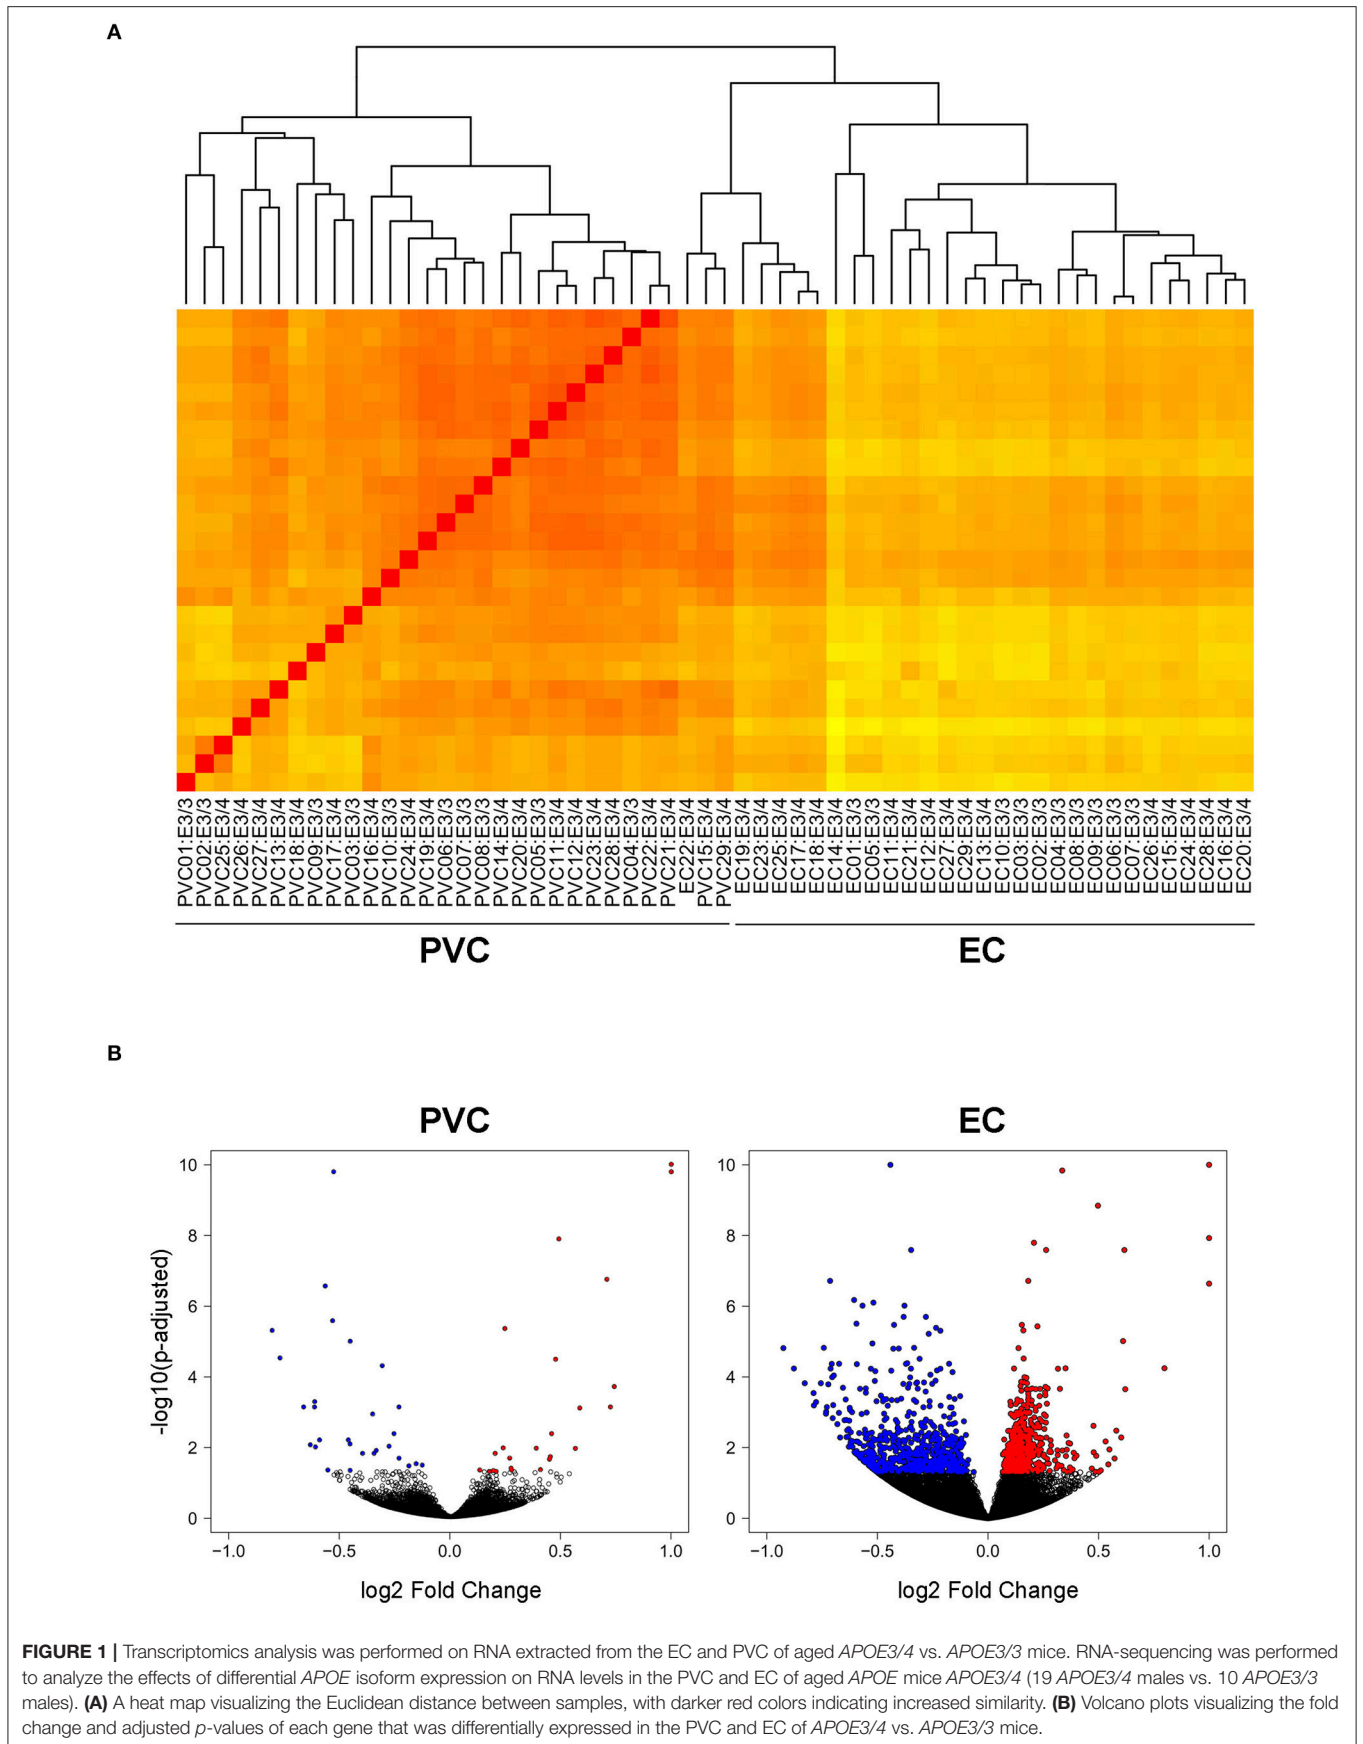 A
PVC01:E3/3
PVC02:E3/3
PVC25:E3/4
PVC26:E3/4
PVC27:E3/4
PVC13:E3/4
PVC18:E3/4
PVC09:E3/3
PVC17:E3/4
PVC03:E3/3
PVC16:E3/4
PVC10:E3/3
PVC24:E3/4
PVC19:E3/4
PVC06:E3/3
PVC07:E3/3
PVC08:E3/3
PVC14:E3/4
PVC20:E3/4
PVC05:E3/3
PVC11:E3/4
PVC12:E3/4
PVC23:E3/4
PVC28:E3/4
PVC04:E3/3
PVC22:E3/4
PVC21:E3/4
EC22:E3/4
PVC15:E3/4
PVC29:E3/4
EC19:E3/4
EC23:E3/4
EC25:E3/4
EC17:E3/4
EC18:E3/4
EC14:E3/4
EC01:E3/3
EC05:E3/3
EC11:E3/4
EC21:E3/4
EC12:E3/4
EC27:E3/4
EC29:E3/4
EC13:E3/4
EC10:E3/3
EC03:E3/3
EC02:E3/3
EC04:E3/3
EC08:E3/3
EC09:E3/3
EC06:E3/3
EC07:E3/3
EC26:E3/4
EC15:E3/4
EC24:E3/4
EC28:E3/4
EC16:E3/4
EC20:E3/4
PVC EC
B
PVC
-log10(p-adjusted)
10
8
6
4
2
0
−1.0 −0.5 0.0 0.5 1.0
log2 Fold Change
EC
10
8
6
4
2
0
−1.0 −0.5 0.0 0.5 1.0
log2 Fold Change
FIGURE 1 | Transcriptomics analysis was performed on RNA extracted from the EC and PVC of aged APOE3/4 vs. APOE3/3 mice. RNA-sequencing was performed
to analyze the effects of differential APOE isoform expression on RNA levels in the PVC and EC of aged APOE mice APOE3/4 (19 APOE3/4 males vs. 10 APOE3/3
males). (A) A heat map visualizing the Euclidean distance between samples, with darker red colors indicating increased similarity. (B) Volcano plots visualizing the fold
change and adjusted p-values of each gene that was differentially expressed in the PVC and EC of APOE3/4 vs. APOE3/3 mice.